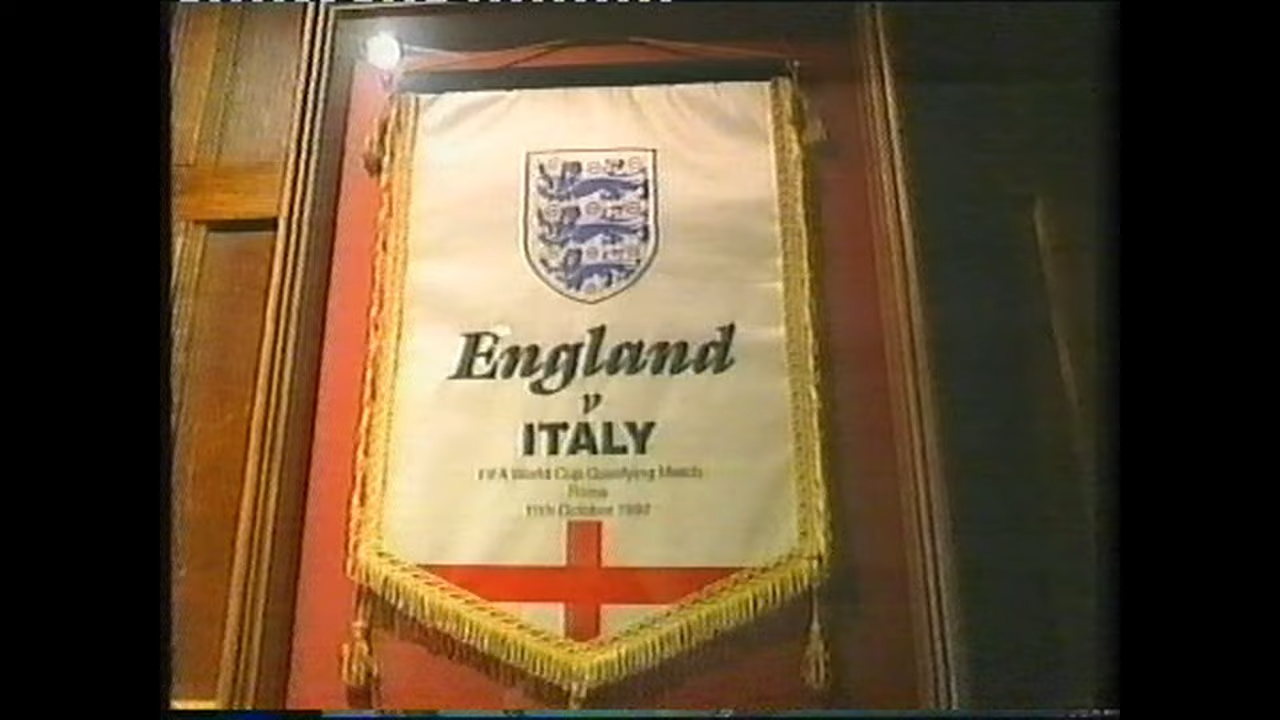 England
v
ITALY
FIFA World Cup Qualifying Match
Rome
11th October 1997